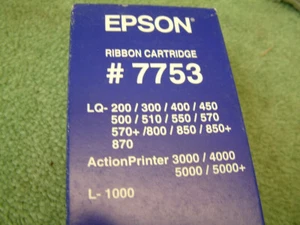 EPSON
RIBBON CARTRIDGE
# 7753
LQ- 200 / 300 / 400 / 450
500 / 510 / 550 / 570
570+ /800 / 850 / 850+
870
ActionPrinter 3000 / 4000
5000 / 5000+
L- 1000